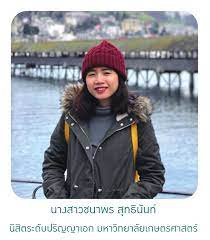 นางสาวชนาพร สุทธินันท์
นิสิตระดับปริญญาเอก มหาวิทยาลัยเกษตรศาสตร์